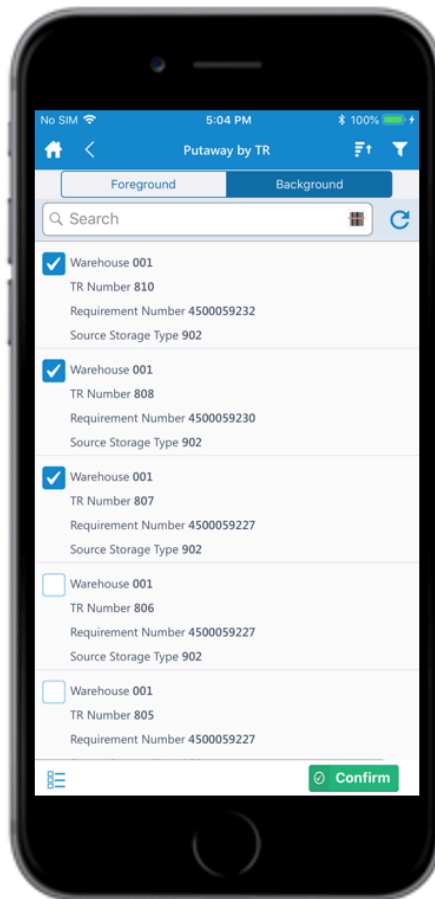 No SIM 5:04 PM 100%
Putaway by TR
Foreground Background
Search
Warehouse 001
TR Number 810
Requirement Number 4500059232
Source Storage Type 902
Warehouse 001
TR Number 808
Requirement Number 4500059230
Source Storage Type 902
Warehouse 001
TR Number 807
Requirement Number 4500059227
Source Storage Type 902
Warehouse 001
TR Number 806
Requirement Number 4500059227
Source Storage Type 902
Warehouse 001
TR Number 805
Requirement Number 4500059227
Confirm